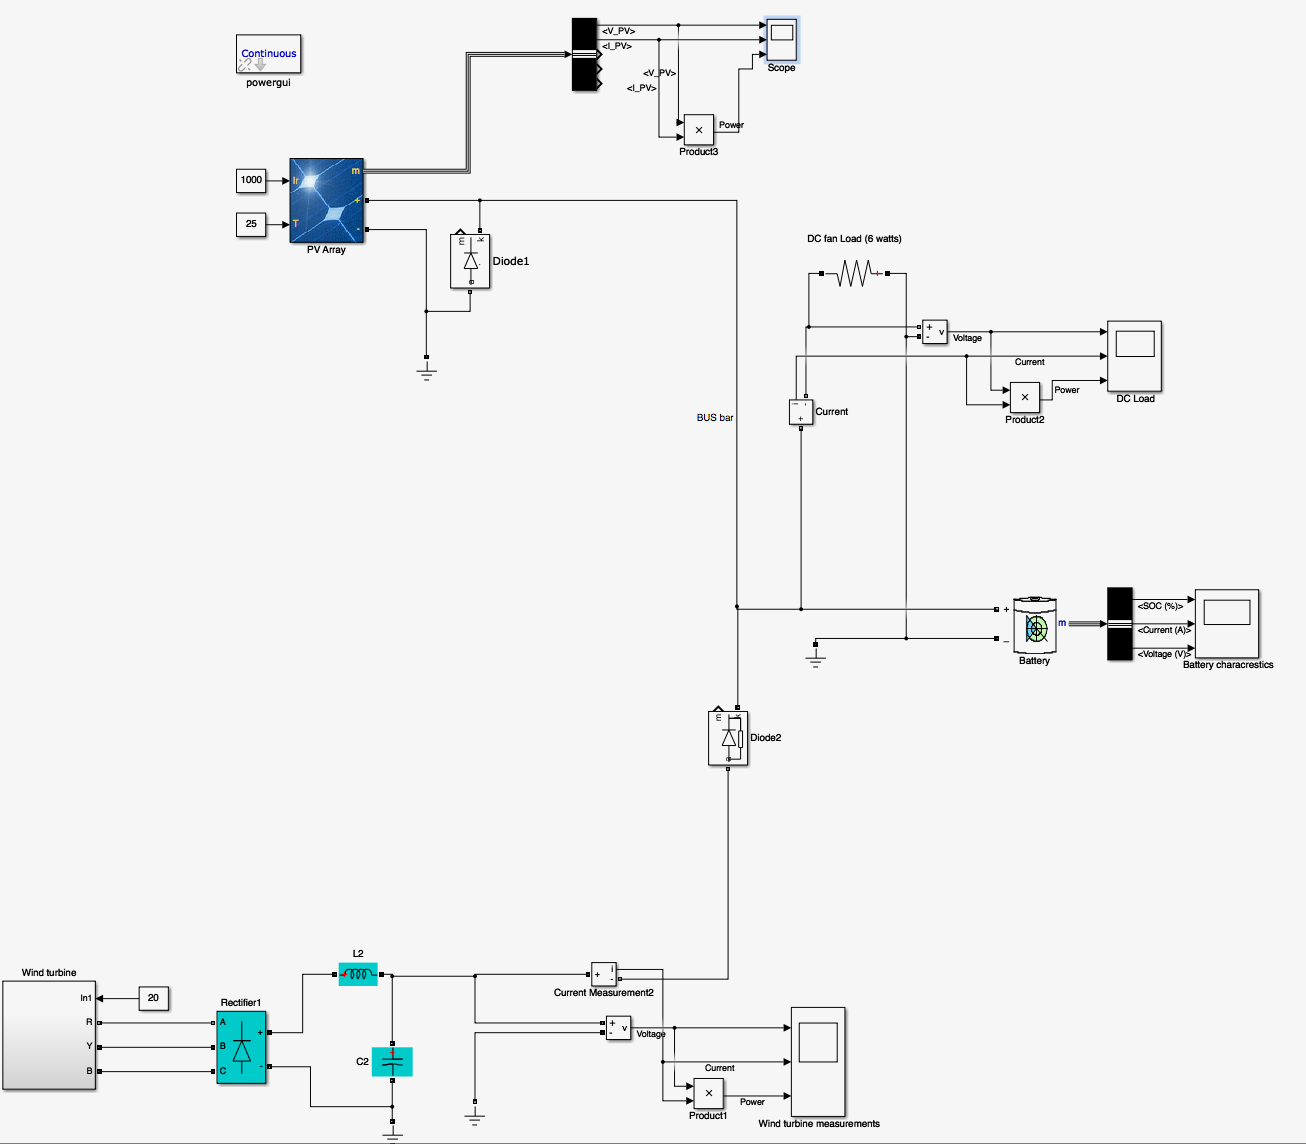 Continuous
powergui
<V_PV>
<I_PV>
Scope
<V_PV>
<I_PV>
×
Power
Product3
1000
Ir
m
+
25
T
-
PV Array
m
k
Diode1
DC fan Load (6 watts)
+
-
v
Voltage
Current
×
Power
Product2
DC Load
i
-
+
Current
BUS bar
+
_
m
Battery
<SOC (%)>
<Current (A)>
<Voltage (V)>
Battery characrestics
m
k
Diode2
Wind turbine
In1
20
R
Y
B
Rectifier1
A
B
C
+
-
L2
C2
+
i
-
Current Measurement2
+
-
v
Voltage
Current
×
Power
Product1
Wind turbine measurements